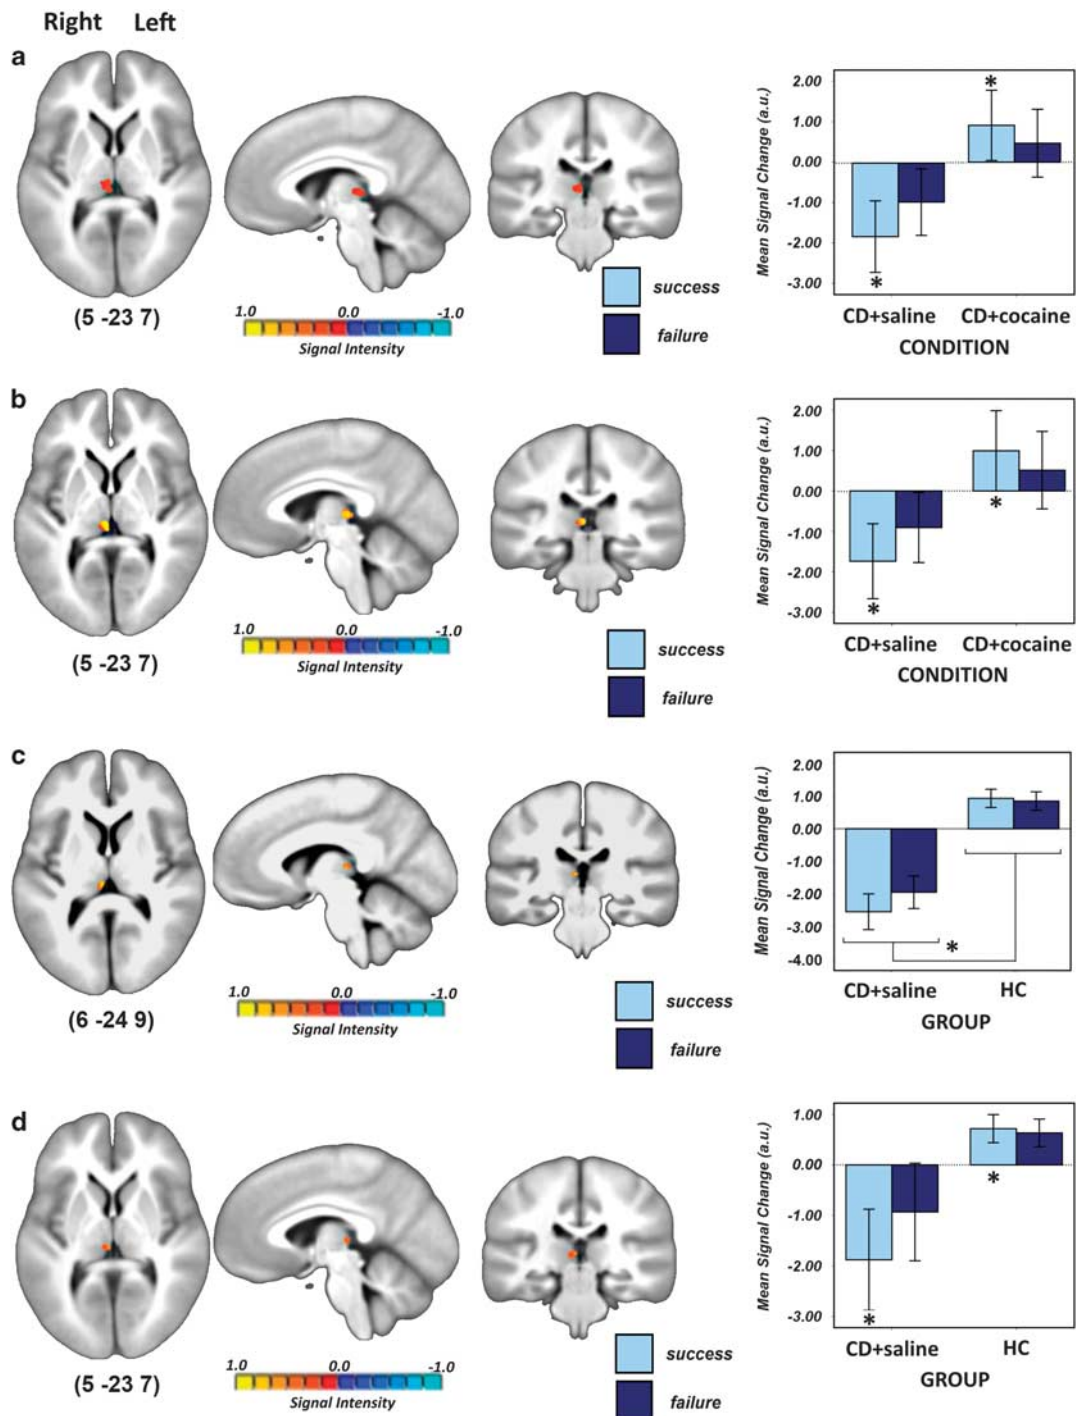 Right Left
a
(5 -23 7)
1.0 0.0 -1.0
Signal Intensity
success
failure
Mean Signal Change (a.u.)
2.00
1.00
0.00
-1.00
-2.00
-3.00
*
*
CD+saline CD+cocaine
CONDITION
b
(5 -23 7)
1.0 0.0 -1.0
Signal Intensity
success
failure
Mean Signal Change (a.u.)
2.00
1.00
0.00
-1.00
-2.00
-3.00
*
*
CD+saline CD+cocaine
CONDITION
c
(6 -24 9)
1.0 0.0 -1.0
Signal Intensity
success
failure
Mean Signal Change (a.u.)
2.00
1.00
0.00
-1.00
-2.00
-3.00
-4.00
*
CD+saline HC
GROUP
d
(5 -23 7)
1.0 0.0 -1.0
Signal Intensity
success
failure
Mean Signal Change (a.u.)
1.00
0.00
-1.00
-2.00
-3.00
*
*
CD+saline HC
GROUP